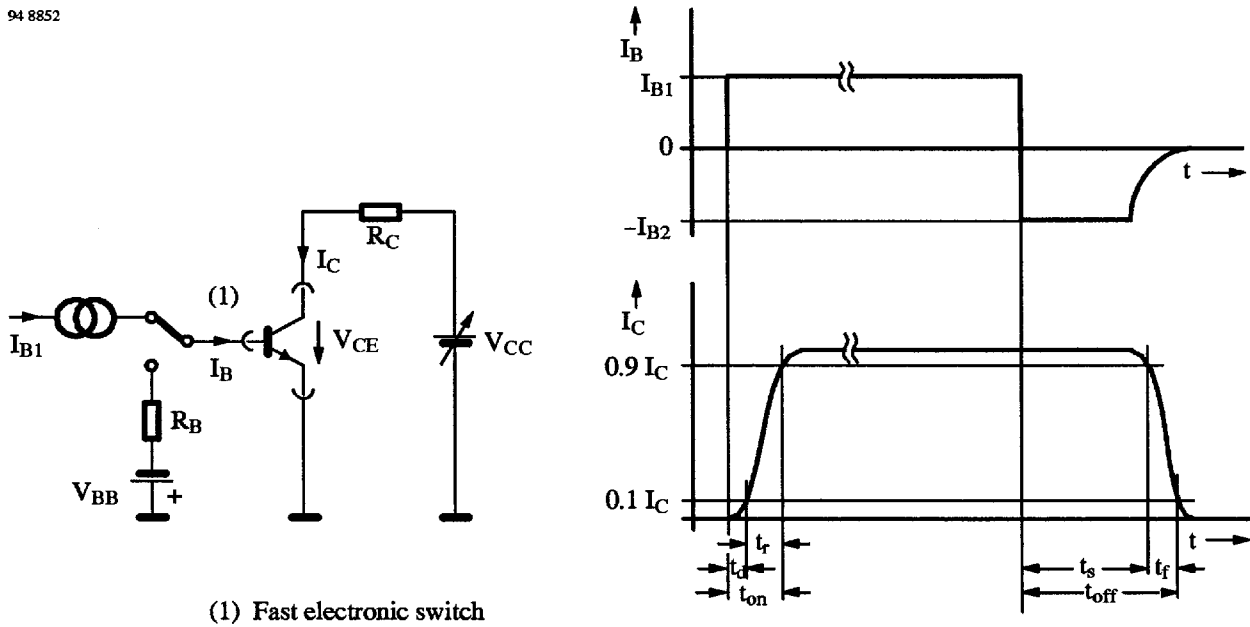 94 8852
I_B1
(1)
I_B
I_C
R_C
V_CE
V_CC
R_B
V_BB
+
(1) Fast electronic switch
I_B
I_B1
0
t
–I_B2
I_C
0.9 I_C
0.1 I_C
t
t_r
t_d
t_on
t_s
t_f
t_off